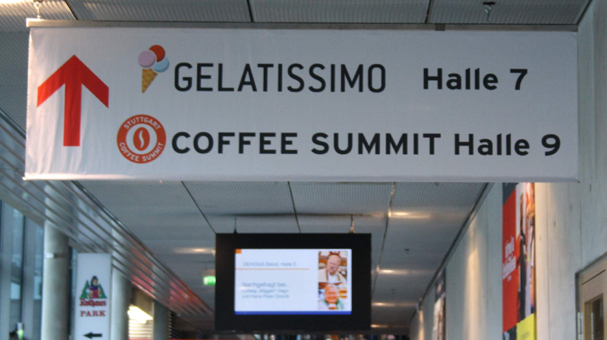 GELATISSIMO Halle 7
STUTTGART
COFFEE SUMMIT
COFFEE SUMMIT Halle 9
PARK